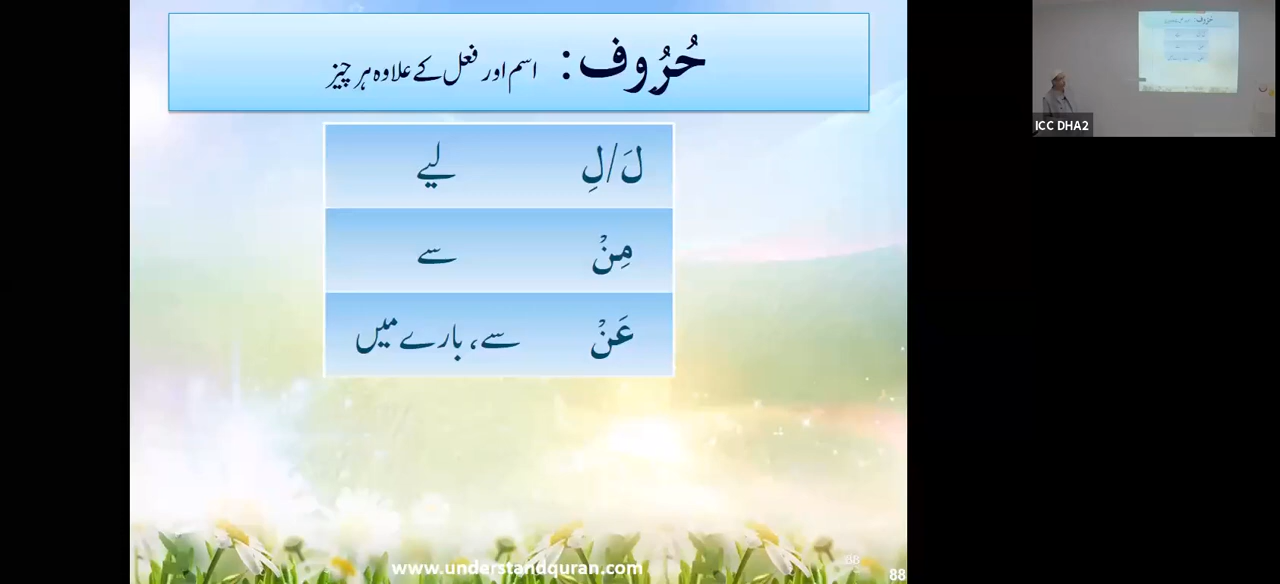 حُرُوف: اسم اور فعل کے علاوہ ہر چیز
لَ/لِ لیے
مِنْ سے
عَنْ سے، بارے میں
www.understandquran.com
88
88
ICC DHA2